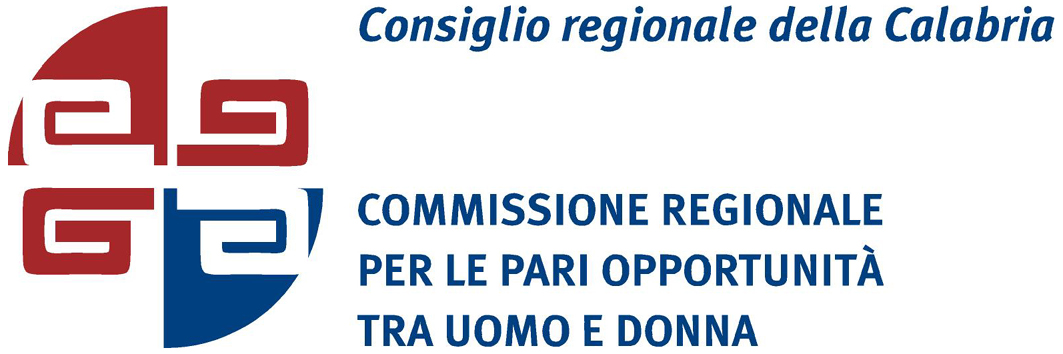 Consiglio regionale della Calabria
COMMISSIONE REGIONALE
PER LE PARI OPPORTUNITÀ
TRA UOMO E DONNA